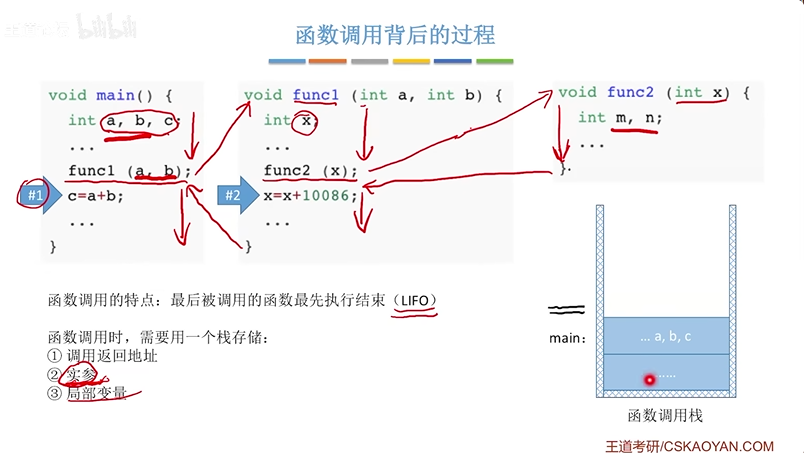 函数调用背后的过程
void main() {
int a, b, c;
...
func1 (a, b);
#1
c=a+b;
...
}
void func1 (int a, int b) {
int x;
...
func2 (x);
#2
x=x+10086;
...
}
void func2 (int x) {
int m, n;
...
}
函数调用的特点：最后被调用的函数最先执行结束（LIFO）
函数调用时，需要用一个栈存储：
① 调用返回地址
② 实参
③ 局部变量
main：
... a, b, c
......
函数调用栈
王道考研/CSKAOYAN.COM
bilibili